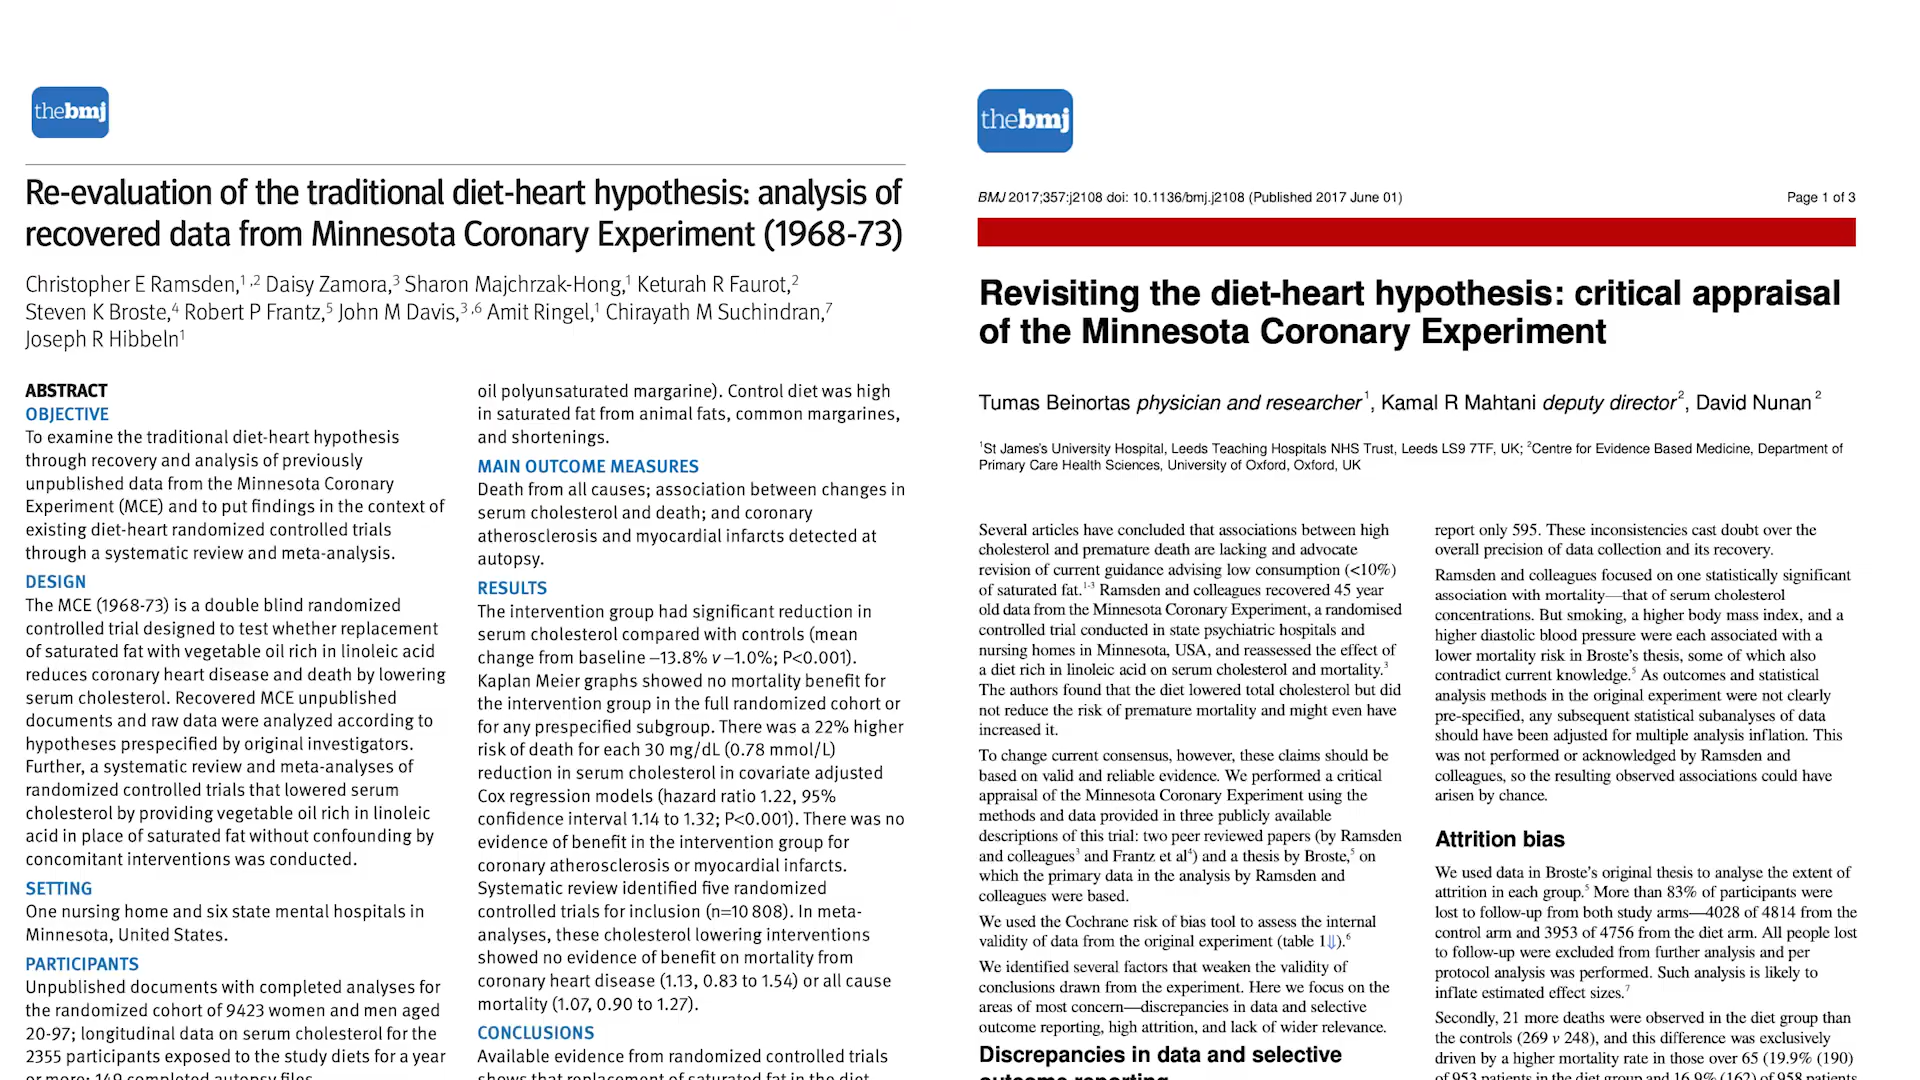 thebmj
Re-evaluation of the traditional diet-heart hypothesis: analysis of
recovered data from Minnesota Coronary Experiment (1968-73)
Christopher E Ramsden,1,2 Daisy Zamora,3 Sharon Majchrzak-Hong,1 Keturah R Faurot,2
Steven K Broste,4 Robert P Frantz,5 John M Davis,3,6 Amit Ringel,1 Chirayath M Suchindran,7
Joseph R Hibbeln1
ABSTRACT
OBJECTIVE
To examine the traditional diet-heart hypothesis
through recovery and analysis of previously
unpublished data from the Minnesota Coronary
Experiment (MCE) and to put findings in the context of
existing diet-heart randomized controlled trials
through a systematic review and meta-analysis.
DESIGN
The MCE (1968-73) is a double blind randomized
controlled trial designed to test whether replacement
of saturated fat with vegetable oil rich in linoleic acid
reduces coronary heart disease and death by lowering
serum cholesterol. Recovered MCE unpublished
documents and raw data were analyzed according to
hypotheses prespecified by original investigators.
Further, a systematic review and meta-analyses of
randomized controlled trials that lowered serum
cholesterol by providing vegetable oil rich in linoleic
acid in place of saturated fat without confounding by
concomitant interventions was conducted.
SETTING
One nursing home and six state mental hospitals in
Minnesota, United States.
PARTICIPANTS
Unpublished documents with completed analyses for
the randomized cohort of 9423 women and men aged
20-97; longitudinal data on serum cholesterol for the
2355 participants exposed to the study diets for a year
or more; 149 completed autopsy files.
oil polyunsaturated margarine). Control diet was high
in saturated fat from animal fats, common margarines,
and shortenings.
MAIN OUTCOME MEASURES
Death from all causes; association between changes in
serum cholesterol and death; and coronary
atherosclerosis and myocardial infarcts detected at
autopsy.
RESULTS
The intervention group had significant reduction in
serum cholesterol compared with controls (mean
change from baseline −13.8% v −1.0%; P<0.001).
Kaplan Meier graphs showed no mortality benefit for
the intervention group in the full randomized cohort or
for any prespecified subgroup. There was a 22% higher
risk of death for each 30 mg/dL (0.78 mmol/L)
reduction in serum cholesterol in covariate adjusted
Cox regression models (hazard ratio 1.22, 95%
confidence interval 1.14 to 1.32; P<0.001). There was no
evidence of benefit in the intervention group for
coronary atherosclerosis or myocardial infarcts.
Systematic review identified five randomized
controlled trials for inclusion (n=10 808). In meta-
analyses, these cholesterol lowering interventions
showed no evidence of benefit on mortality from
coronary heart disease (1.13, 0.83 to 1.54) or all cause
mortality (1.07, 0.90 to 1.27).
CONCLUSIONS
Available evidence from randomized controlled trials
shows that replacement of saturated fat in the diet
thebmj
BMJ 2017;357:j2108 doi: 10.1136/bmj.j2108 (Published 2017 June 01)
Page 1 of 3
Revisiting the diet-heart hypothesis: critical appraisal
of the Minnesota Coronary Experiment
Tumas Beinortas physician and researcher1, Kamal R Mahtani deputy director2, David Nunan2
1St James's University Hospital, Leeds Teaching Hospitals NHS Trust, Leeds LS9 7TF, UK; 2Centre for Evidence Based Medicine, Department of
Primary Care Health Sciences, University of Oxford, Oxford, UK
Several articles have concluded that associations between high
cholesterol and premature death are lacking and advocate
revision of current guidance advising low consumption (<10%)
of saturated fat.1-3 Ramsden and colleagues recovered 45 year
old data from the Minnesota Coronary Experiment, a randomised
controlled trial conducted in state psychiatric hospitals and
nursing homes in Minnesota, USA, and reassessed the effect of
a diet rich in linoleic acid on serum cholesterol and mortality.3
The authors found that the diet lowered total cholesterol but did
not reduce the risk of premature mortality and might even have
increased it.
To change current consensus, however, these claims should be
based on valid and reliable evidence. We performed a critical
appraisal of the Minnesota Coronary Experiment using the
methods and data provided in three publicly available
descriptions of this trial: two peer reviewed papers (by Ramsden
and colleagues3 and Frantz et al4) and a thesis by Broste,5 on
which the primary data in the analysis by Ramsden and
colleagues were based.
We used the Cochrane risk of bias tool to assess the internal
validity of data from the original experiment (table 1⇓).6
We identified several factors that weaken the validity of
conclusions drawn from the experiment. Here we focus on the
areas of most concern—discrepancies in data and selective
outcome reporting, high attrition, and lack of wider relevance.
Discrepancies in data and selective
outcome reporting
report only 595. These inconsistencies cast doubt over the
overall precision of data collection and its recovery.
Ramsden and colleagues focused on one statistically significant
association with mortality—that of serum cholesterol
concentrations. But smoking, a higher body mass index, and a
higher diastolic blood pressure were each associated with a
lower mortality risk in Broste's thesis, some of which also
contradict current knowledge.5 As outcomes and statistical
analysis methods in the original experiment were not clearly
pre-specified, any subsequent statistical subanalyses of data
should have been adjusted for multiple analysis inflation. This
was not performed or acknowledged by Ramsden and
colleagues, so the resulting observed associations could have
arisen by chance.
Attrition bias
We used data in Broste's original thesis to analyse the extent of
attrition in each group.5 More than 83% of participants were
lost to follow-up from both study arms—4028 of 4814 from the
control arm and 3953 of 4756 from the diet arm. All people lost
to follow-up were excluded from further analysis and per
protocol analysis was performed. Such analysis is likely to
inflate estimated effect sizes.7
Secondly, 21 more deaths were observed in the diet group than
the controls (269 v 248), and this difference was exclusively
driven by a higher mortality rate in those over 65 (19.9% (190)
of 953 patients in the diet group and 16.9% (162) of 958 patients